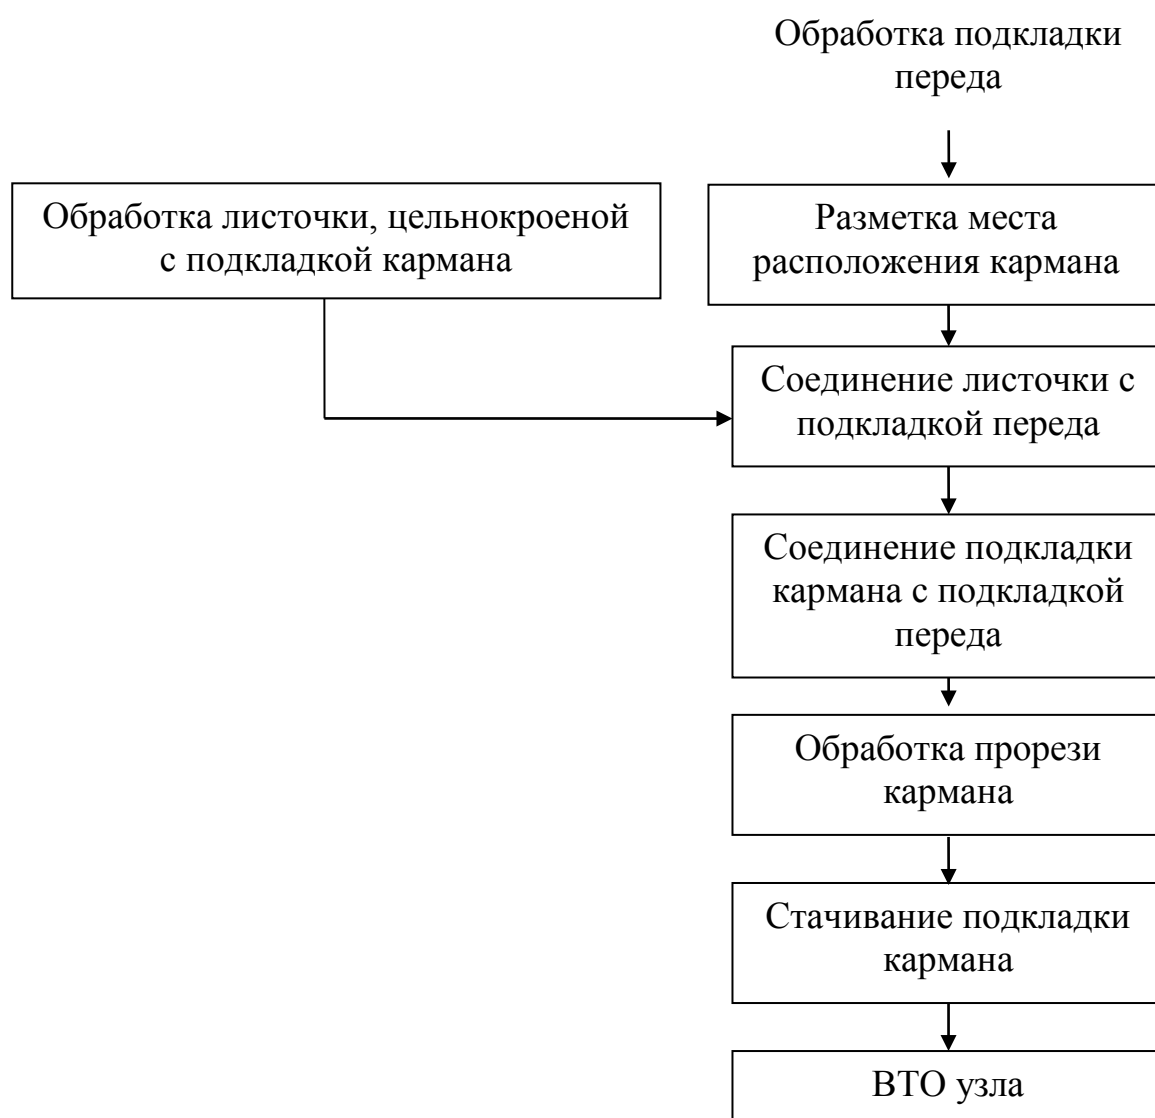 Обработка подкладки
переда
Обработка листочки, цельнокроеной
с подкладкой кармана
Разметка места
расположения кармана
Соединение листочки с
подкладкой переда
Соединение подкладки
кармана с подкладкой
переда
Обработка прорези
кармана
Стачивание подкладки
кармана
ВТО узла